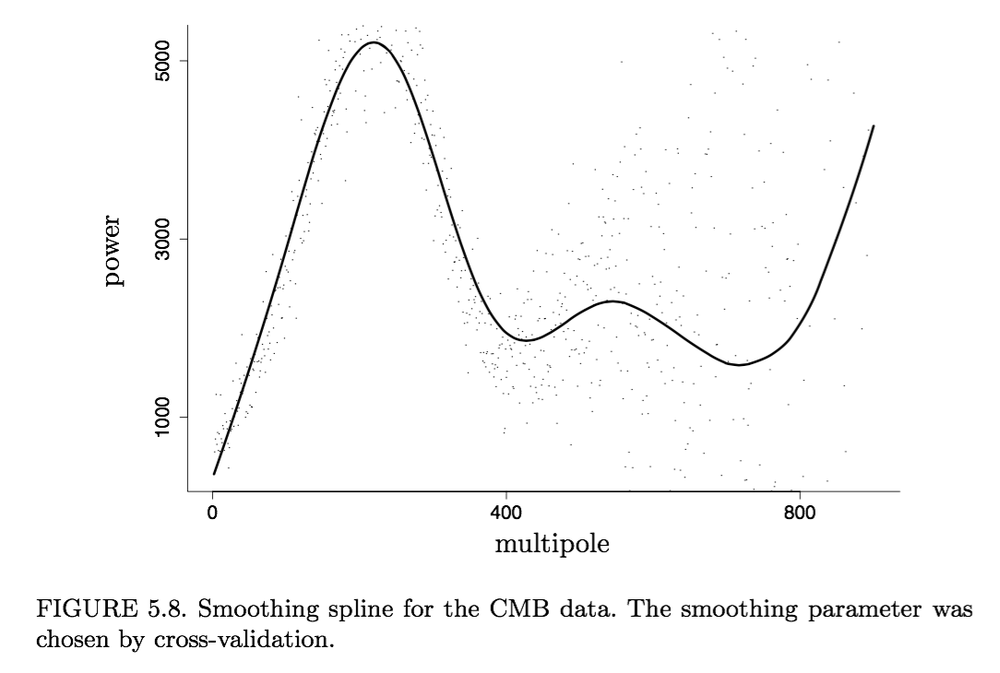 5000
3000
1000
power
0 400 800
multipole
FIGURE 5.8. Smoothing spline for the CMB data. The smoothing parameter was
chosen by cross-validation.